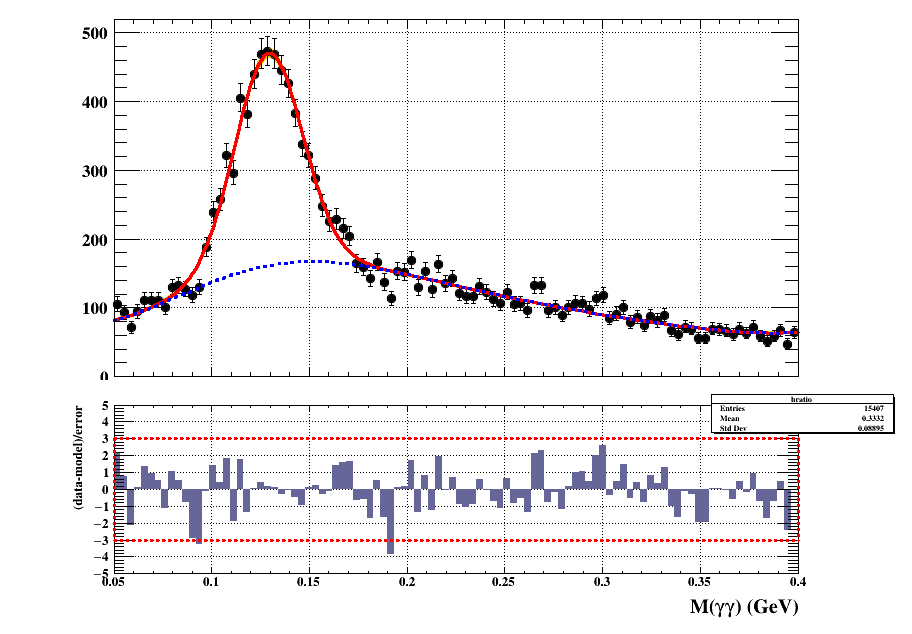 500
400
300
200
100
0
(data-model)/error
5
4
3
2
1
0
−1
−2
−3
−4
−5
hratio
Entries 15407
Mean 0.3332
Std Dev 0.08895
0.05 0.1 0.15 0.2 0.25 0.3 0.35 0.4
M(γγ) (GeV)